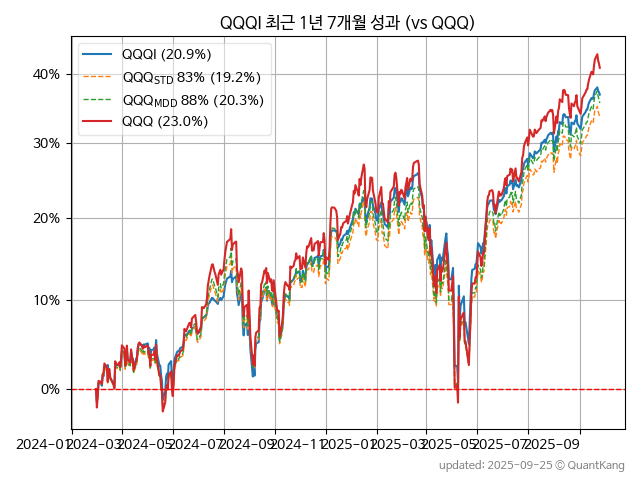 QQQI 최근 1년 7개월 성과 (vs QQQ)
QQQI (20.9%)
QQQSTD 83% (19.2%)
QQQMDD 88% (20.3%)
QQQ (23.0%)
40%
30%
20%
10%
0%
2024-01 2024-03 2024-05 2024-07 2024-09 2024-11 2025-01 2025-03 2025-05 2025-07 2025-09
updated: 2025-09-25 © QuantKang